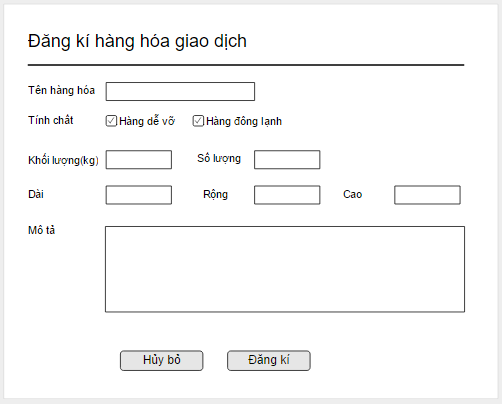 Đăng kí hàng hóa giao dịch
Tên hàng hóa
Tính chất Hàng dễ vỡ Hàng đông lạnh
Khối lượng(kg) Số lượng
Dài Rộng Cao
Mô tả
Hủy bỏ Đăng kí